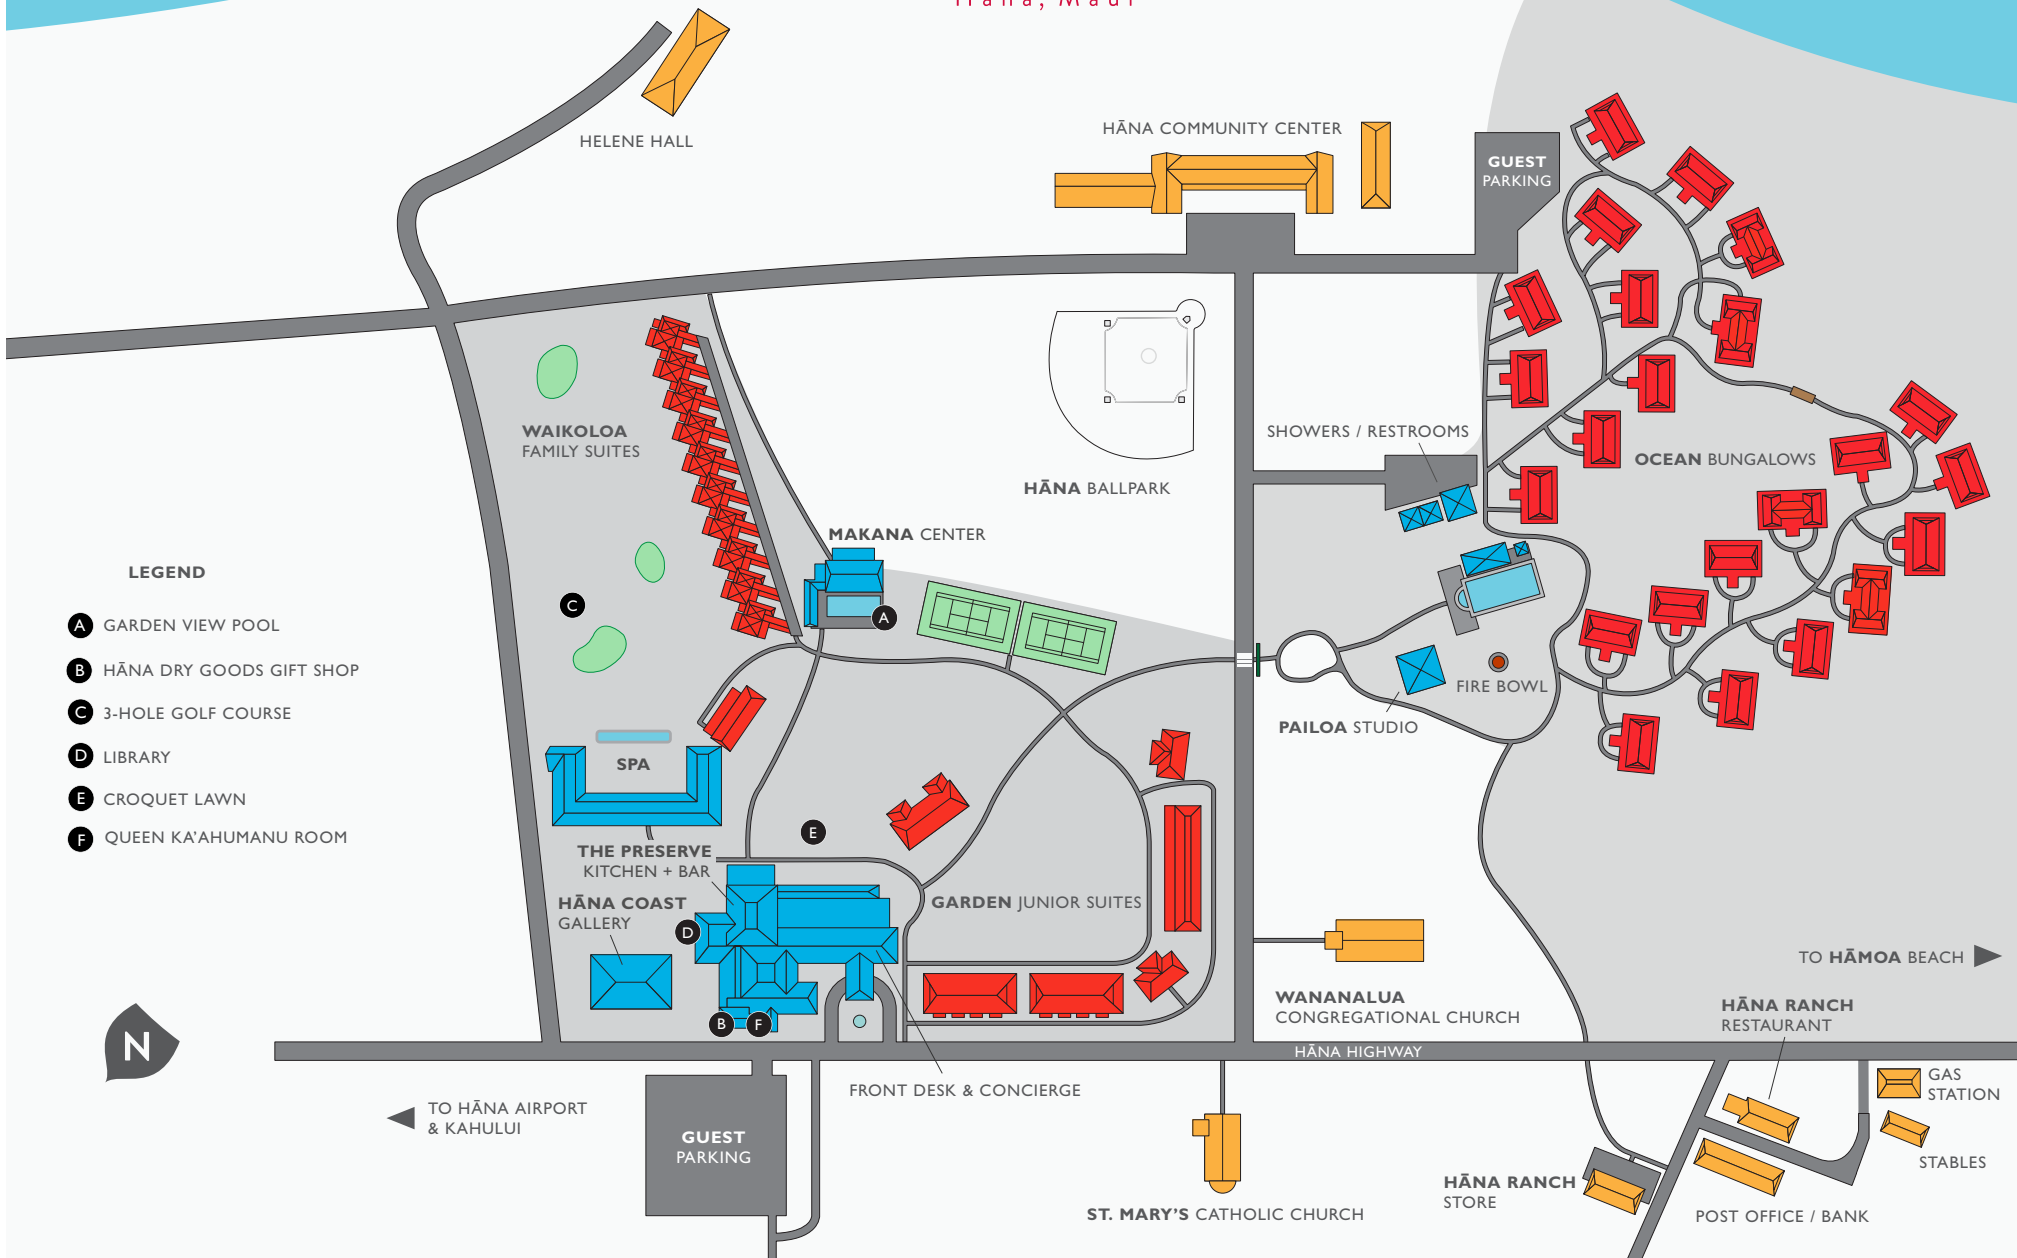 Hāna, Maui
HELENE HALL
HĀNA COMMUNITY CENTER
GUEST
PARKING
WAIKOLOA
FAMILY SUITES
SHOWERS / RESTROOMS
OCEAN BUNGALOWS
HĀNA BALLPARK
MAKANA CENTER
LEGEND
A GARDEN VIEW POOL
B HĀNA DRY GOODS GIFT SHOP
C 3-HOLE GOLF COURSE
D LIBRARY
E CROQUET LAWN
F QUEEN KA'AHUMANU ROOM
C
A
FIRE BOWL
PAILOA STUDIO
SPA
E
THE PRESERVE
KITCHEN + BAR
HĀNA COAST
GALLERY
D
GARDEN JUNIOR SUITES
B
F
TO HĀMOA BEACH
WANANALUA
CONGREGATIONAL CHURCH
HĀNA RANCH
RESTAURANT
N
HĀNA HIGHWAY
GAS
STATION
FRONT DESK & CONCIERGE
TO HĀNA AIRPORT
& KAHULUI
GUEST
PARKING
STABLES
HĀNA RANCH
STORE
ST. MARY'S CATHOLIC CHURCH
POST OFFICE / BANK